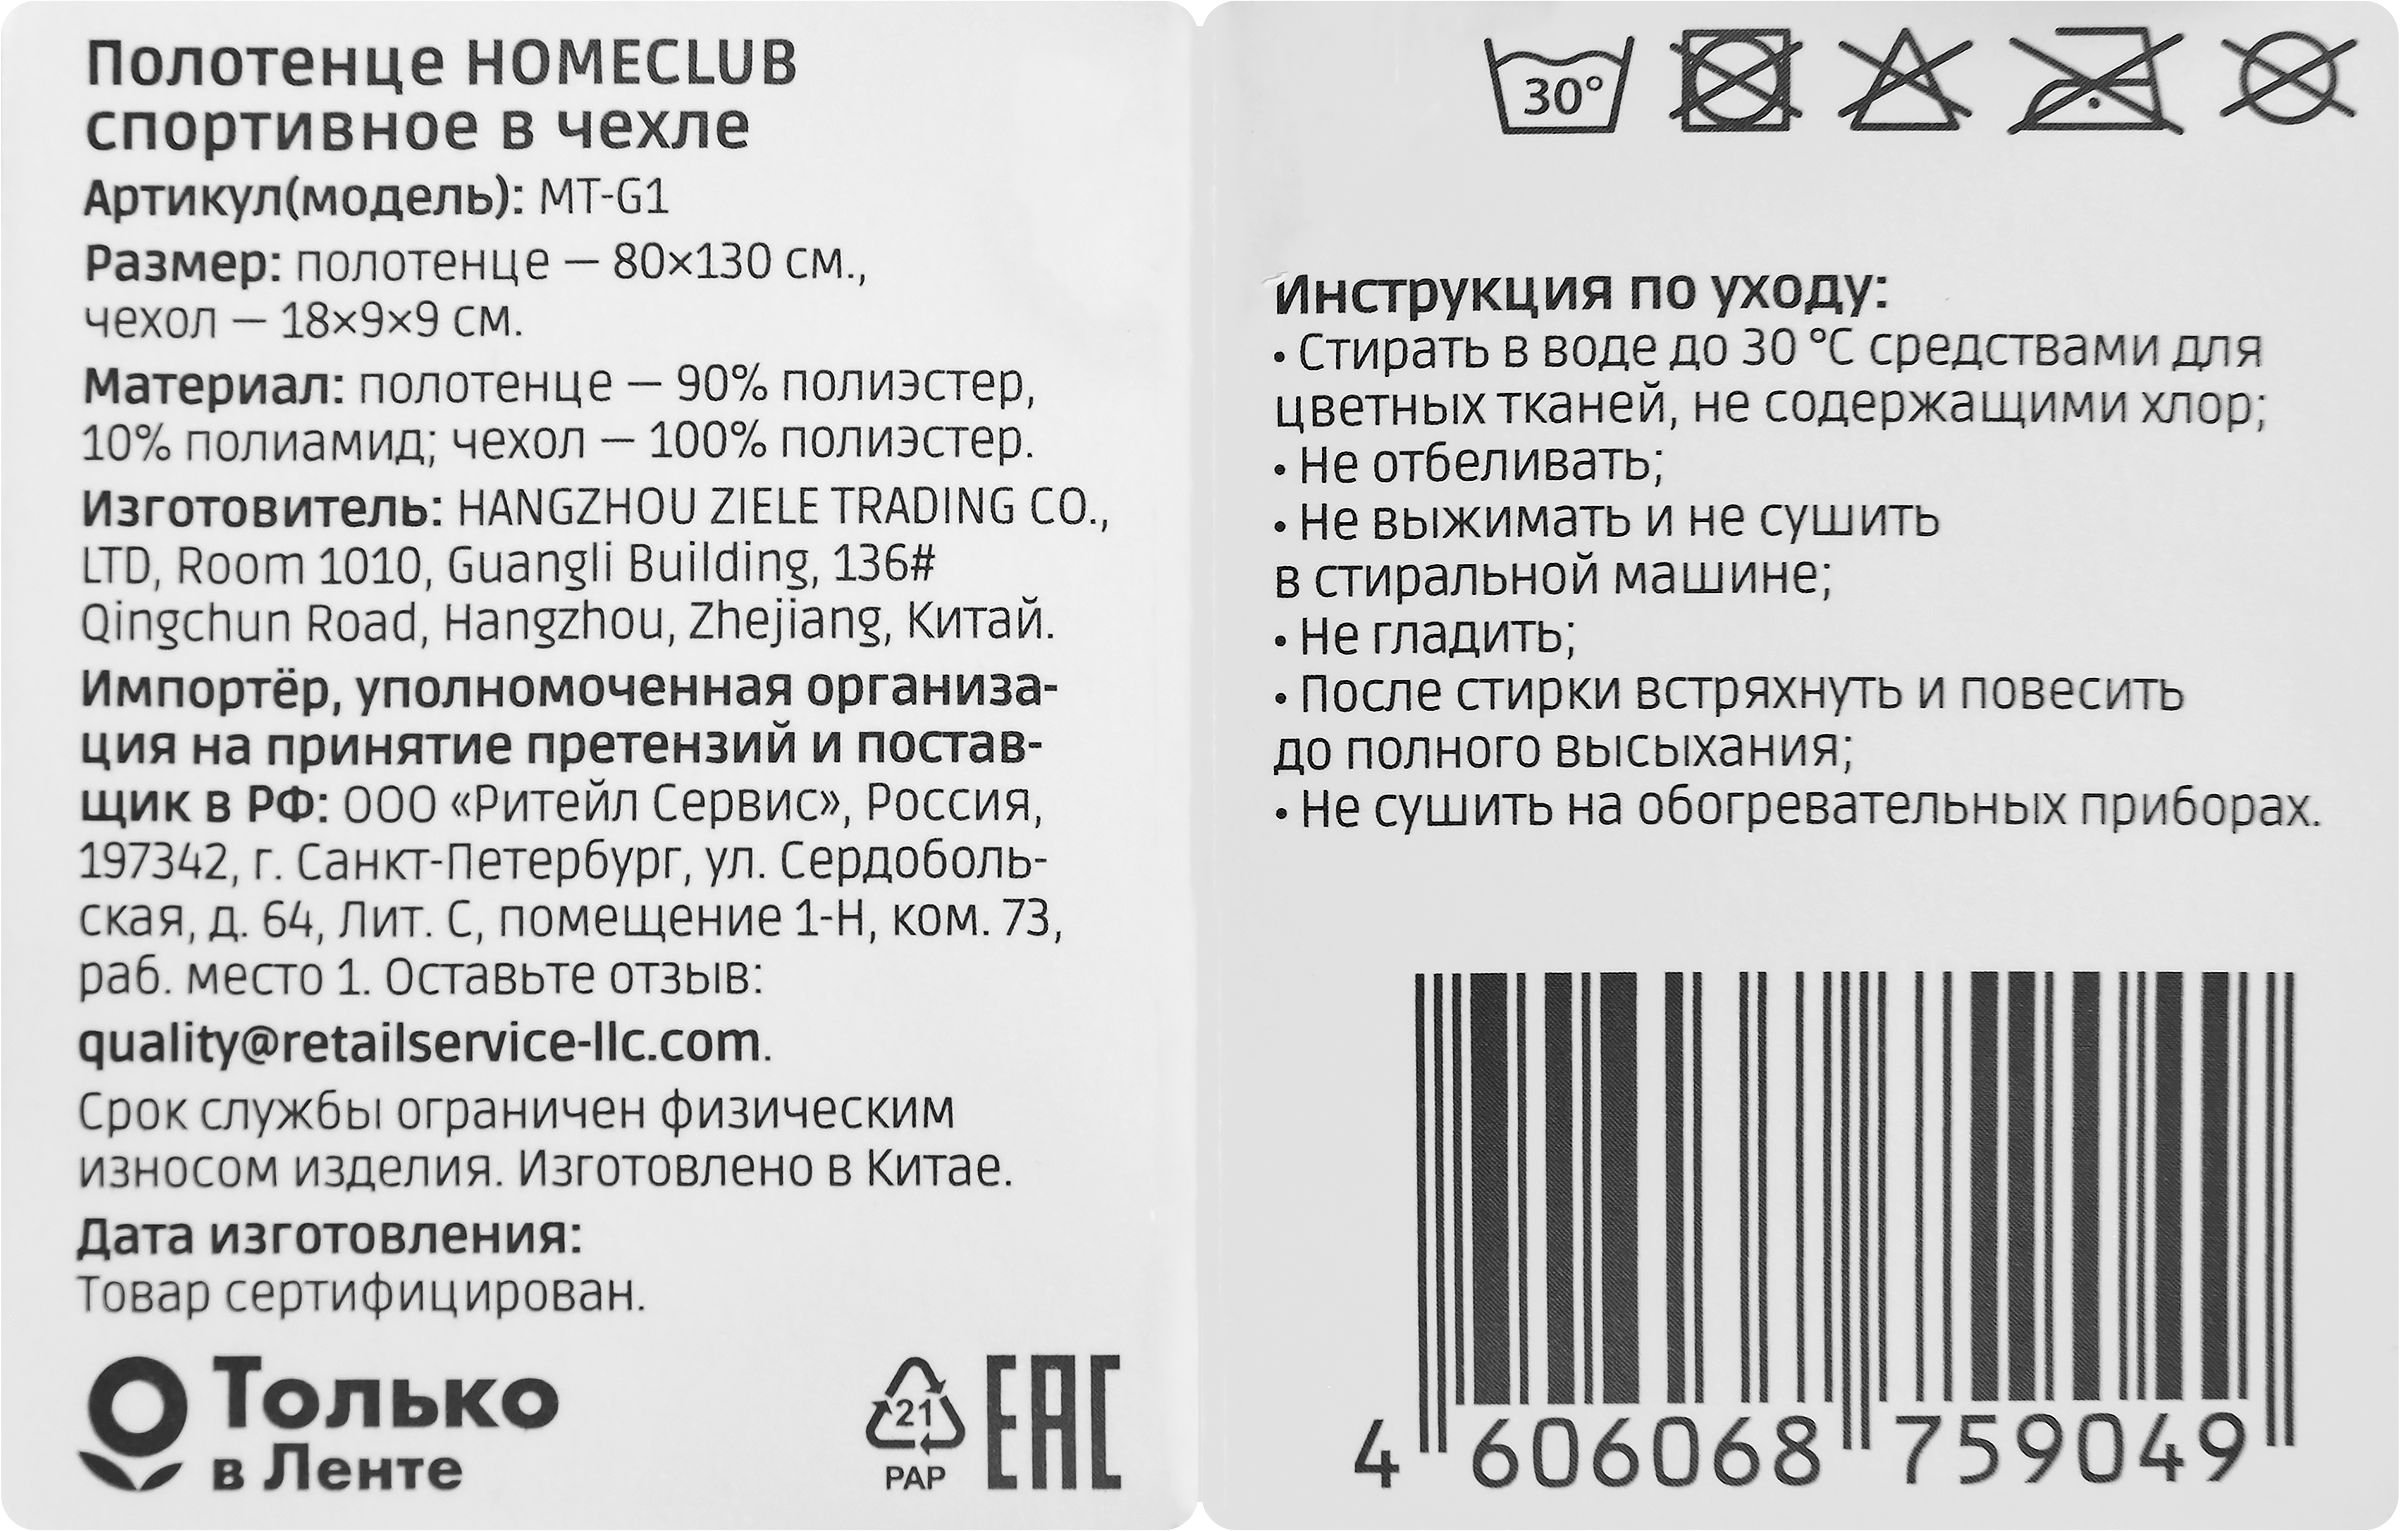 Полотенце HOMECLUB
спортивное в чехле
Артикул(модель): MT-G1
Размер: полотенце — 80×130 см.,
чехол — 18×9×9 см.
Материал: полотенце — 90% полиэстер,
10% полиамид; чехол — 100% полиэстер.
Изготовитель: HANGZHOU ZIELE TRADING CO.,
LTD, Room 1010, Guangli Building, 136#
Qingchun Road, Hangzhou, Zhejiang, Китай.
Импортёр, уполномоченная организа-
ция на принятие претензий и постав-
щик в РФ: ООО «Ритейл Сервис», Россия,
197342, г. Санкт-Петербург, ул. Сердоболь-
ская, д. 64, Лит. С, помещение 1-Н, ком. 73,
раб. место 1. Оставьте отзыв:
quality@retailservice-llc.com.
Срок службы ограничен физическим
износом изделия. Изготовлено в Китае.
Дата изготовления:
Товар сертифицирован.
Только
в Ленте
21
PAP
EAC
30°
Инструкция по уходу:
• Стирать в воде до 30 °C средствами для
цветных тканей, не содержащими хлор;
• Не отбеливать;
• Не выжимать и не сушить
в стиральной машине;
• Не гладить;
• После стирки встряхнуть и повесить
до полного высыхания;
• Не сушить на обогревательных приборах.
4 606068 759049